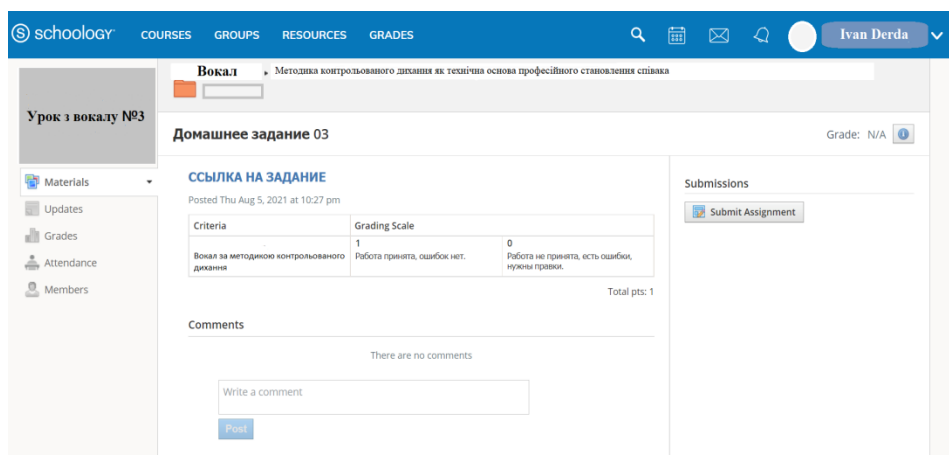 schoology COURSES GROUPS RESOURCES GRADES Ivan Derda
Урок з вокалу №3
Вокал Методика контрольованого дихання як технічна основа професійного становлення співака
Домашнее задание 03
Grade: N/A
Materials
Updates
Grades
Attendance
Members
ССЫЛКА НА ЗАДАНИЕ
Posted Thu Aug 5, 2021 at 10:27 pm
Criteria Grading Scale
Вокал за методикою контрольованого
дихання
1
Работа принята, ошибок нет.
0
Работа не принята, есть ошибки,
нужны правки.
Total pts: 1
Comments
There are no comments
Write a comment
Post
Submissions
Submit Assignment